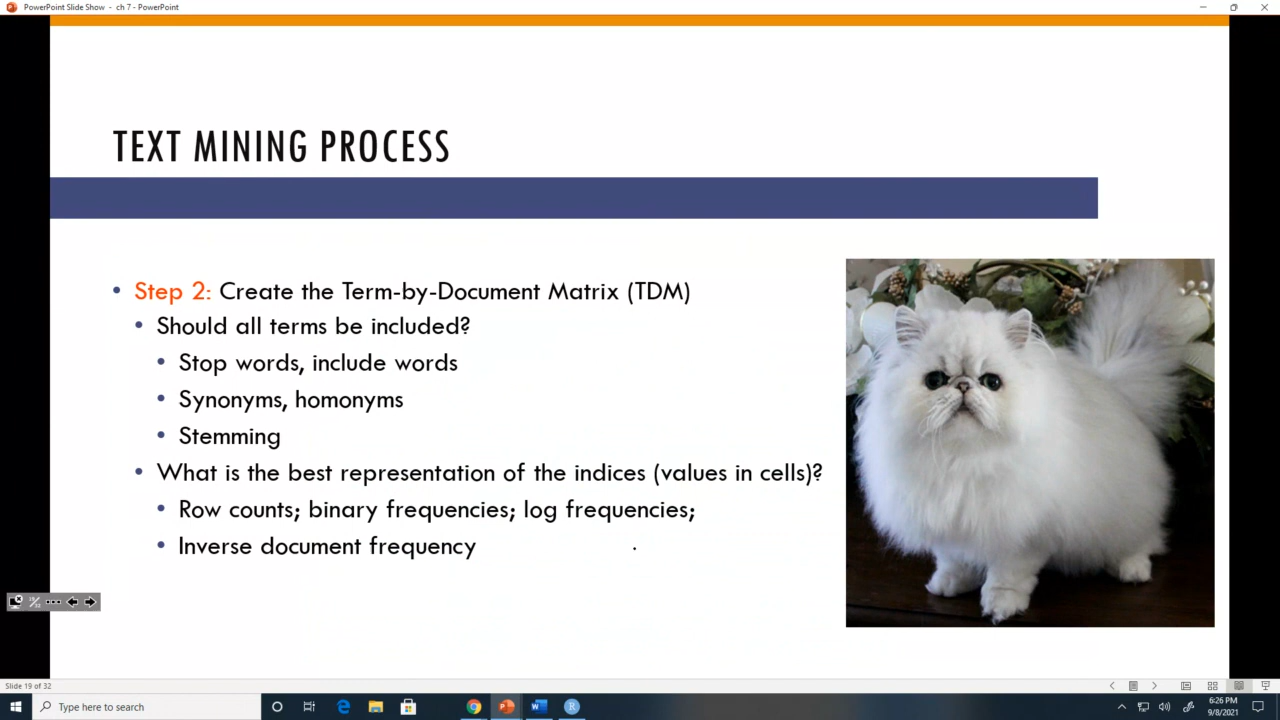 PowerPoint Slide Show - ch 7 - PowerPoint
TEXT MINING PROCESS
• Step 2: Create the Term-by-Document Matrix (TDM)
• Should all terms be included?
• Stop words, include words
• Synonyms, homonyms
• Stemming
• What is the best representation of the indices (values in cells)?
• Row counts; binary frequencies; log frequencies;
• Inverse document frequency
Slide 19 of 32
Type here to search
6:26 PM
9/8/2021